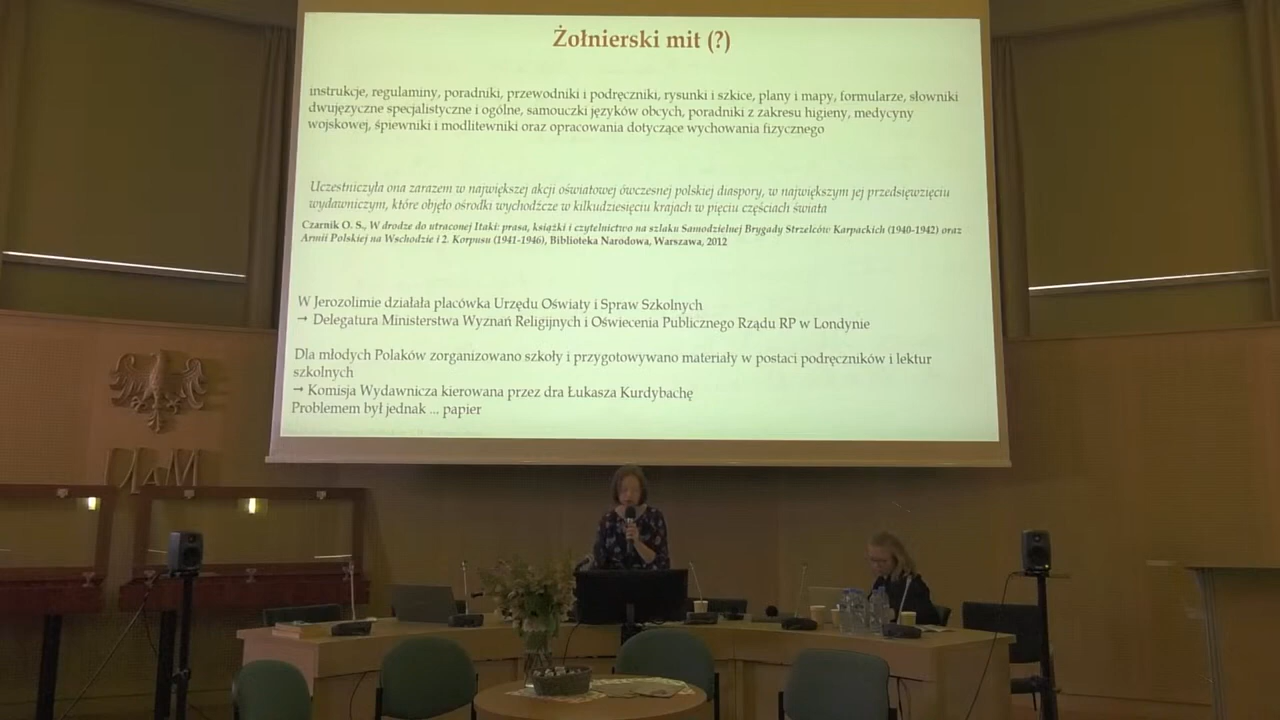 Żołnierski mit (?)
instrukcje, regulaminy, poradniki, przewodniki i podręczniki, rysunki i szkice, plany i mapy, formularze, słowniki
dwujęzyczne specjalistyczne i ogólne, samouczki języków obcych, poradniki z zakresu higieny, medycyny
wojskowej, śpiewniki i modlitewniki oraz opracowania dotyczące wychowania fizycznego
Uczestniczyła ona zarazem w największej akcji oświatowej ówczesnej polskiej diaspory, w największym jej przedsięwzięciu
wydawniczym, które objęło ośrodki wychodźcze w kilkudziesięciu krajach w pięciu częściach świata
Czarnik O. S., W drodze do utraconej Itaki: prasa, książki i czytelnictwo na szlaku Samodzielnej Brygady Strzelców Karpackich (1940-1942) oraz
Armii Polskiej na Wschodzie i 2. Korpusu (1941-1946), Biblioteka Narodowa, Warszawa, 2012
W Jerozolimie działała placówka Urzędu Oświaty i Spraw Szkolnych
→ Delegatura Ministerstwa Wyznań Religijnych i Oświecenia Publicznego Rządu RP w Londynie
Dla młodych Polaków zorganizowano szkoły i przygotowywano materiały w postaci podręczników i lektur
szkolnych
→ Komisja Wydawnicza kierowana przez dra Łukasza Kurdybachę
Problemem był jednak ... papier
UAM